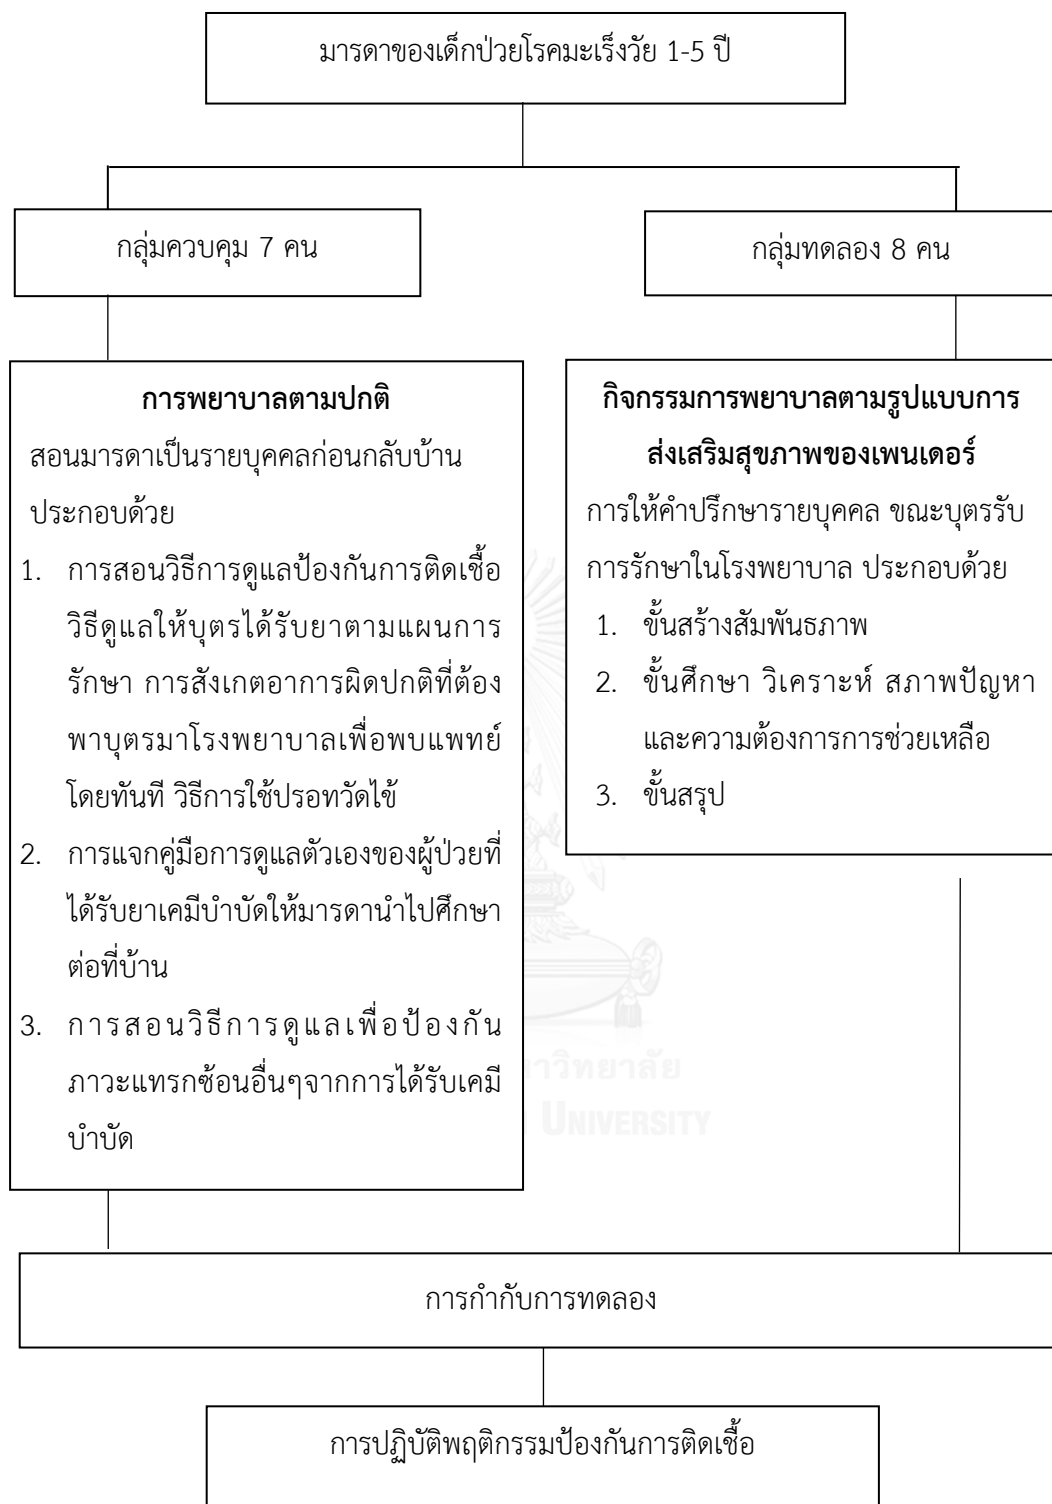 มารดาของเด็กป่วยโรคมะเร็งวัย 1-5 ปี
กลุ่มควบคุม 7 คน
กลุ่มทดลอง 8 คน
การพยาบาลตามปกติ
สอนมารดาเป็นรายบุคคลก่อนกลับบ้าน
ประกอบด้วย
1. การสอนวิธีการดูแลป้องกันการติดเชื้อ
วิธีดูแลให้บุตรได้รับยาตามแผนการ
รักษา การสังเกตอาการผิดปกติที่ต้อง
พาบุตรมาโรงพยาบาลเพื่อพบแพทย์
โดยทันที วิธีการใช้ปรอทวัดไข้
2. การแจกคู่มือการดูแลตัวเองของผู้ป่วยที่
ได้รับยาเคมีบำบัดให้มารดานำไปศึกษา
ต่อที่บ้าน
3. การสอนวิธีการดูแลเพื่อป้องกัน
ภาวะแทรกซ้อนอื่นๆจากการได้รับเคมี
บำบัด
กิจกรรมการพยาบาลตามรูปแบบการ
ส่งเสริมสุขภาพของเพนเดอร์
การให้คำปรึกษารายบุคคล ขณะบุตรรับ
การรักษาในโรงพยาบาล ประกอบด้วย
1. ขั้นสร้างสัมพันธภาพ
2. ขั้นศึกษา วิเคราะห์ สภาพปัญหา
และความต้องการการช่วยเหลือ
3. ขั้นสรุป
าวิทยาลัย
UNIVERSITY
การกำกับการทดลอง
การปฏิบัติพฤติกรรมป้องกันการติดเชื้อ